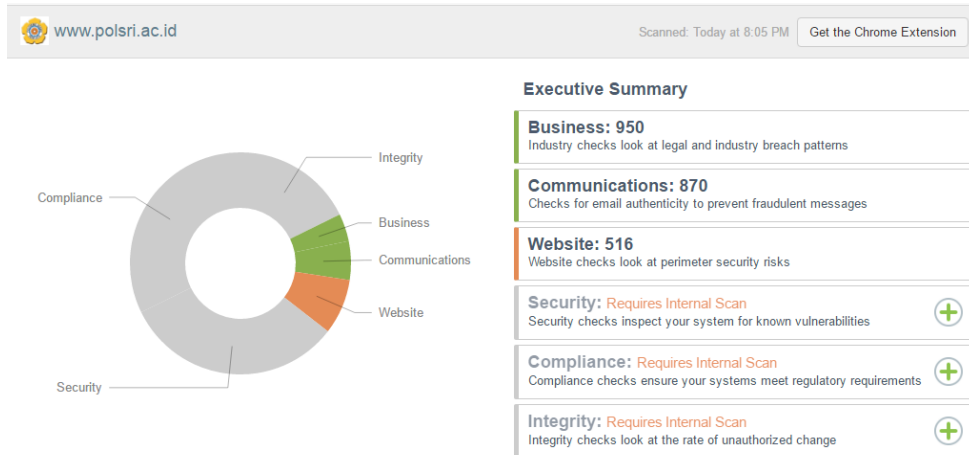 www.polsri.ac.id
Scanned: Today at 8:05 PM
Get the Chrome Extension
Integrity
Compliance
Business
Communications
Website
Security
Executive Summary
Business: 950
Industry checks look at legal and industry breach patterns
Communications: 870
Checks for email authenticity to prevent fraudulent messages
Website: 516
Website checks look at perimeter security risks
Security: Requires Internal Scan
Security checks inspect your system for known vulnerabilities
Compliance: Requires Internal Scan
Compliance checks ensure your systems meet regulatory requirements
Integrity: Requires Internal Scan
Integrity checks look at the rate of unauthorized change